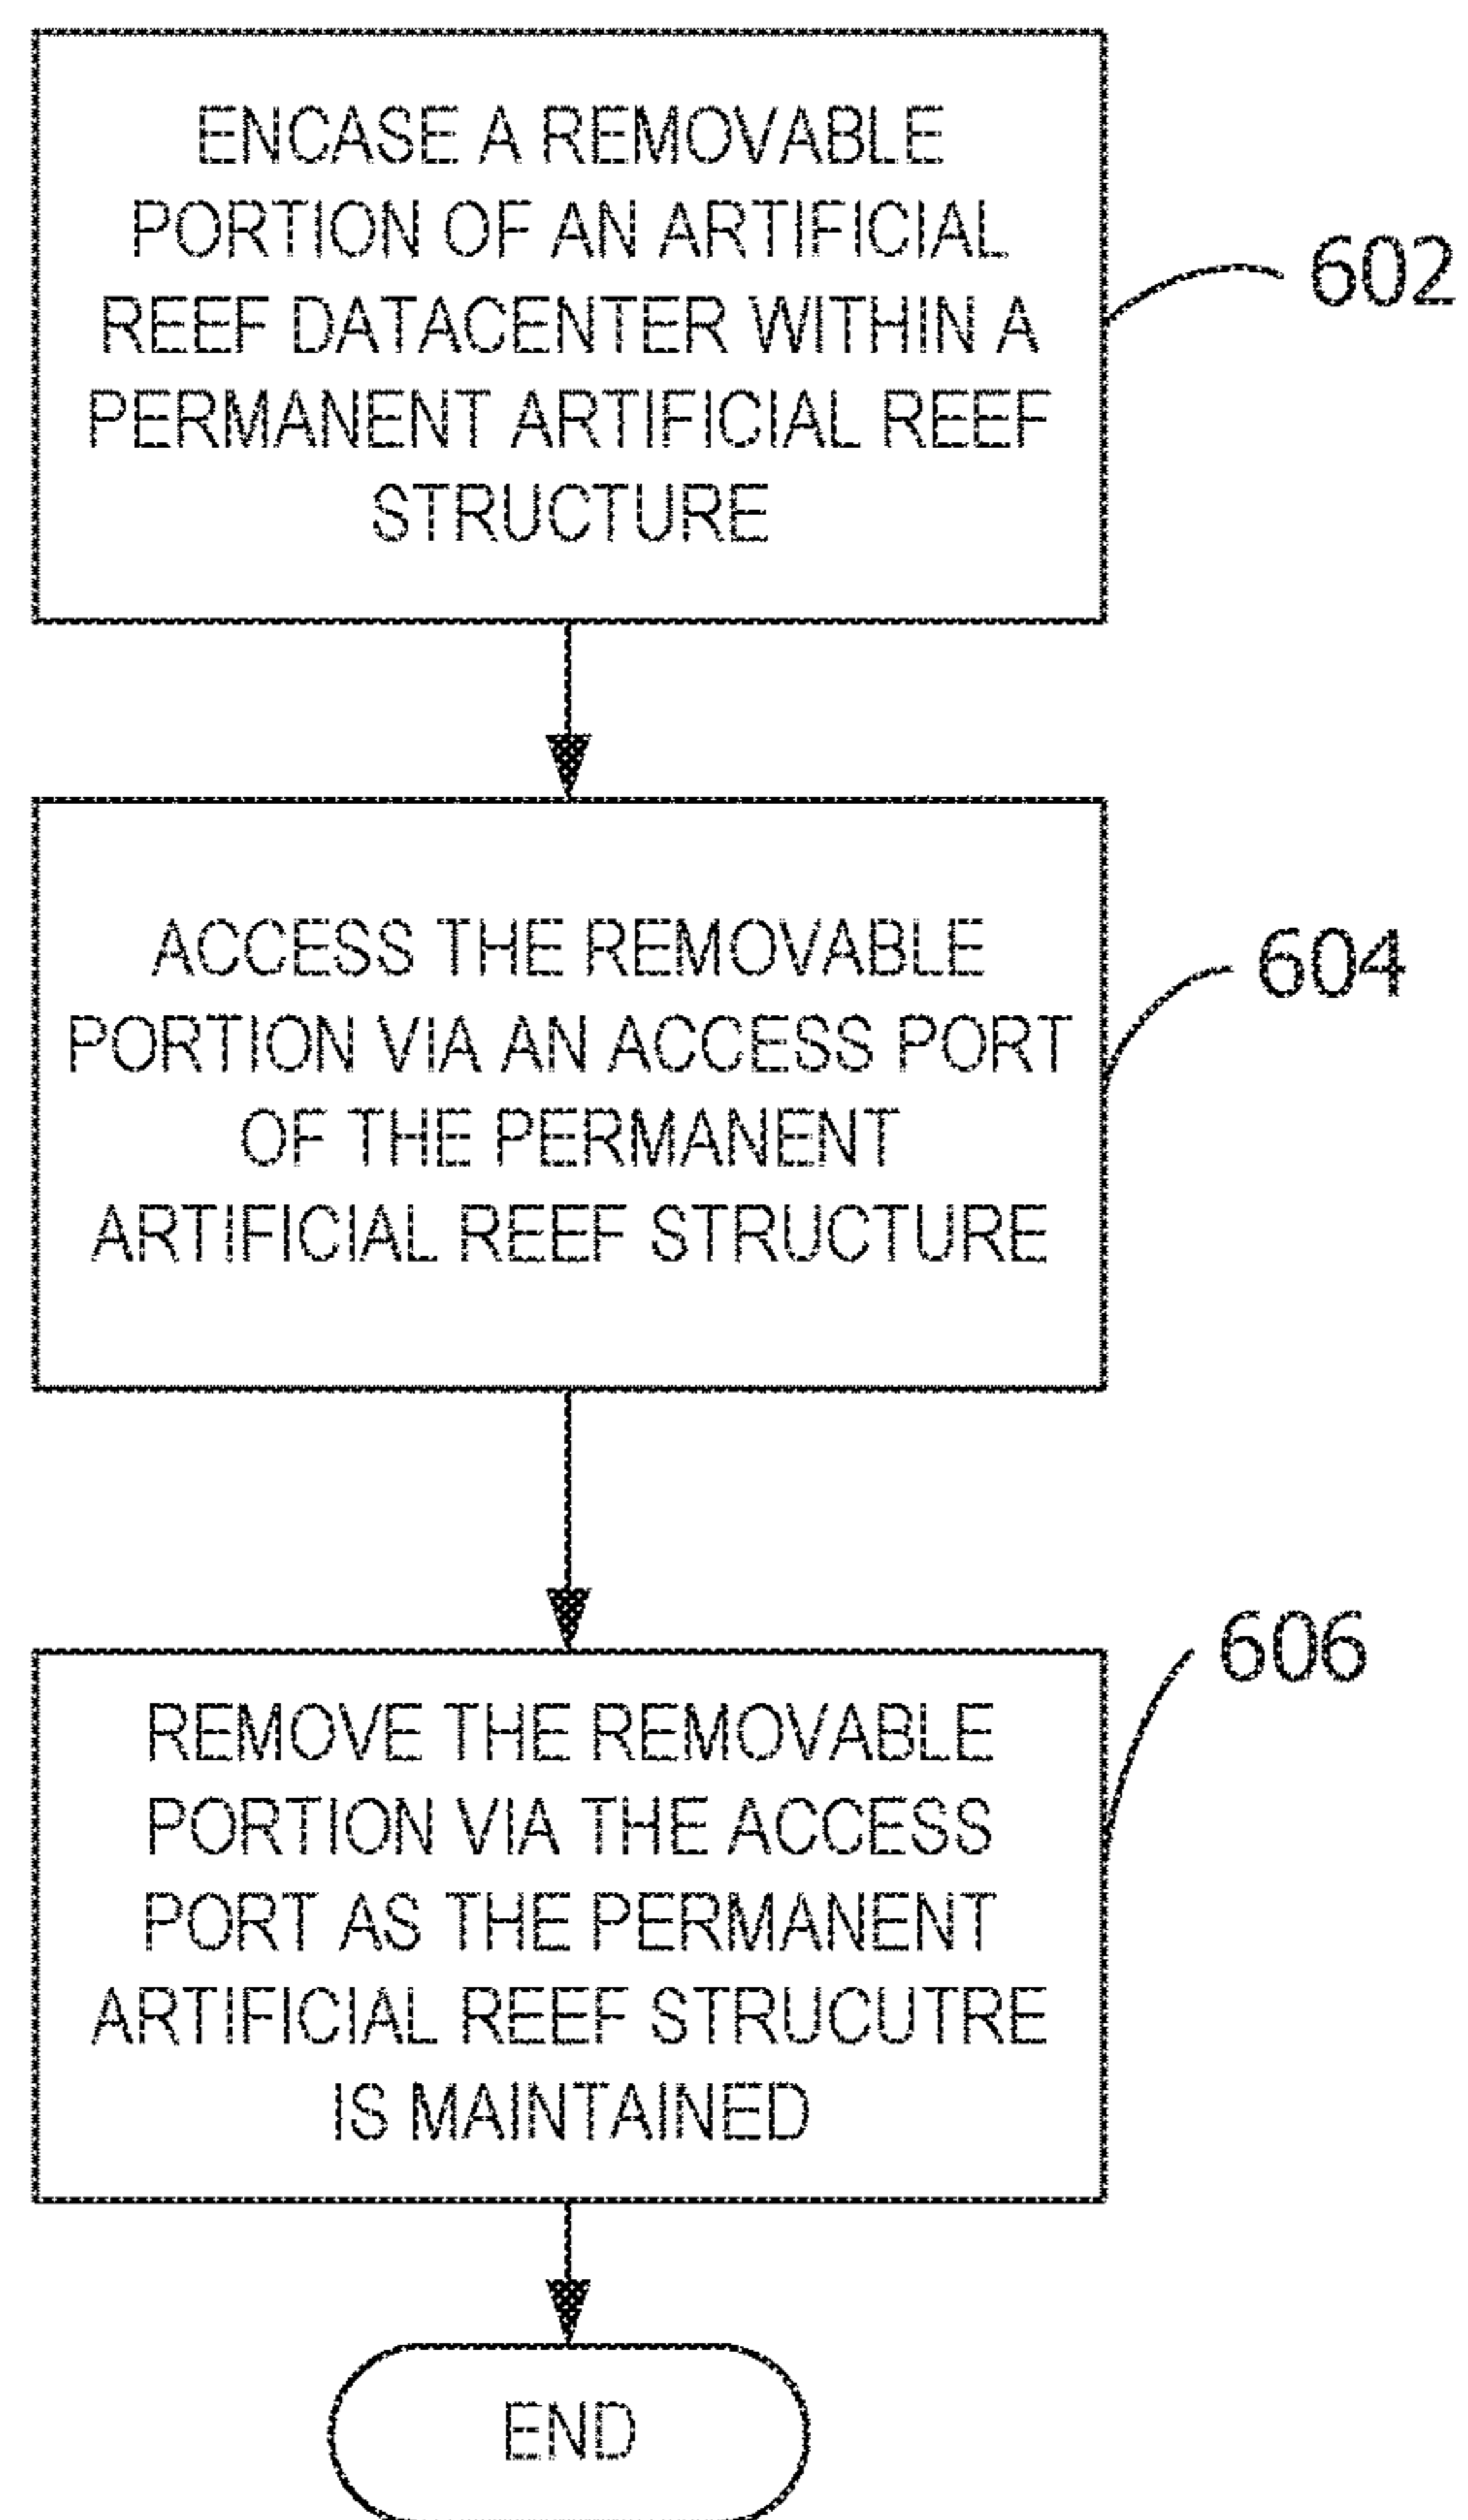 ENCASE A REMOVABLE
PORTION OF AN ARTIFICIAL
REEF DATACENTER WITHIN A
PERMANENT ARTIFICIAL REEF
STRUCTURE
602
ACCESS THE REMOVABLE
PORTION VIA AN ACCESS PORT
OF THE PERMANENT
ARTIFICIAL REEF STRUCTURE
604
REMOVE THE REMOVABLE
PORTION VIA THE ACCESS
PORT AS THE PERMANENT
ARTIFICIAL REEF STRUCUTRE
IS MAINTAINED
606
END